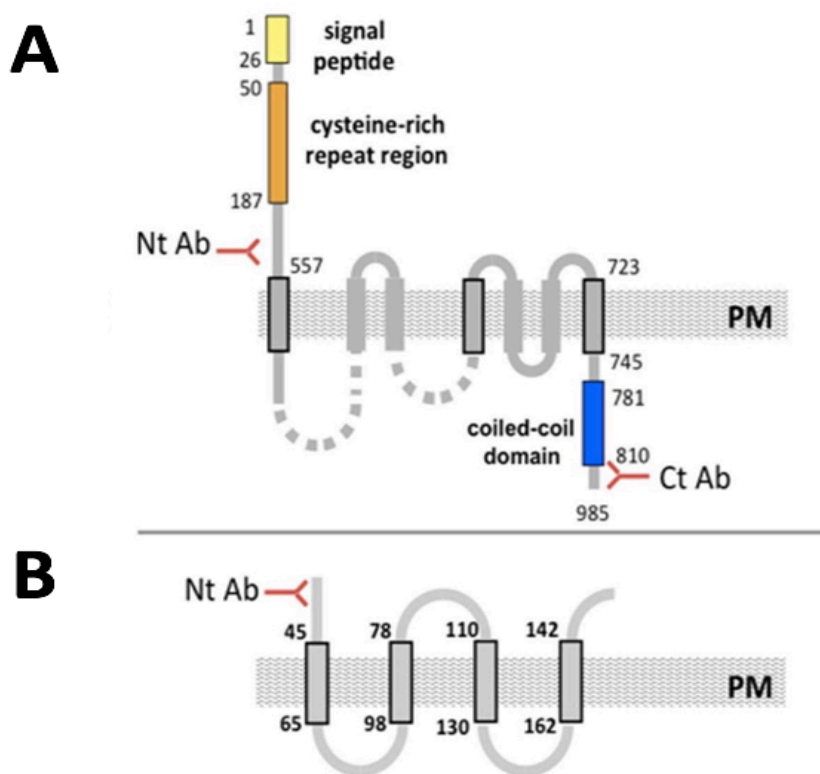 A
1
signal
peptide
26
50
cysteine-rich
repeat region
187
Nt Ab
557
723
PM
745
781
coiled-coil
domain
810
Ct Ab
985
B
Nt Ab
45
78
110
142
PM
65
98
130
162